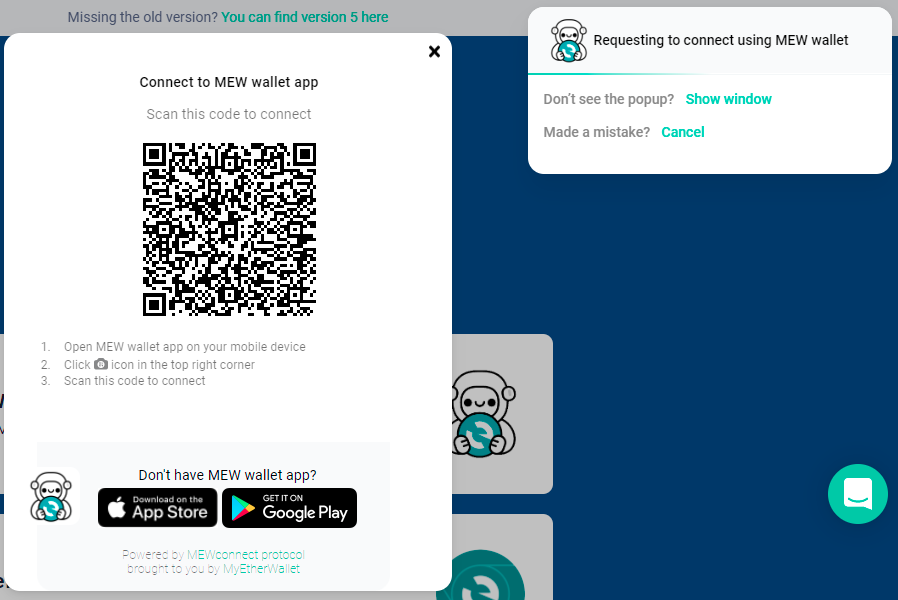 Missing the old version? You can find version 5 here
Connect to MEW wallet app
Scan this code to connect
1. Open MEW wallet app on your mobile device
2. Click icon in the top right corner
3. Scan this code to connect
Don't have MEW wallet app?
Download on the
App Store
GET IT ON
Google Play
Powered by MEWconnect protocol
brought to you by MyEtherWallet
Requesting to connect using MEW wallet
Don't see the popup? Show window
Made a mistake? Cancel